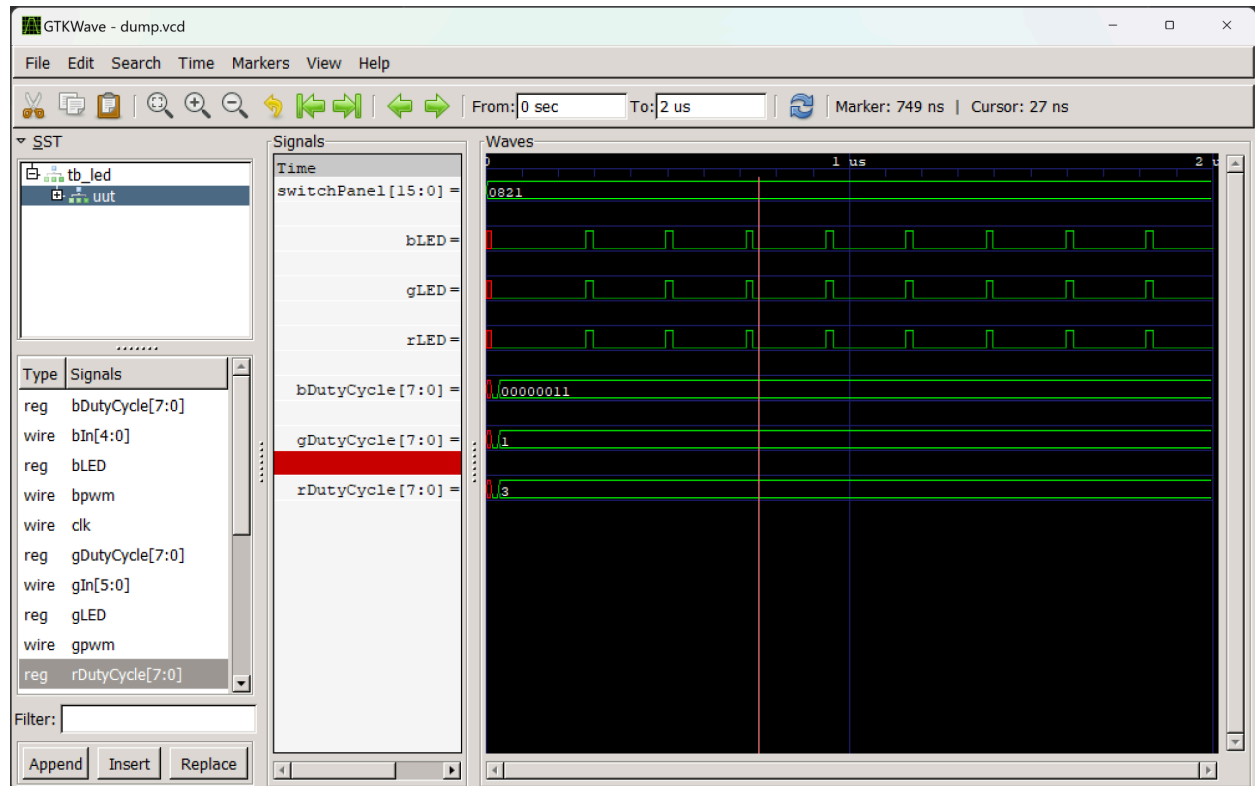 GTKWave - dump.vcd
File Edit Search Time Markers View Help
From: 0 sec To: 2 us Marker: 749 ns | Cursor: 27 ns
SST
tb_led
uut
Type Signals
reg bDutyCycle[7:0]
wire bIn[4:0]
reg bLED
wire bpwm
wire clk
reg gDutyCycle[7:0]
wire gIn[5:0]
reg gLED
wire gpwm
reg rDutyCycle[7:0]
Filter:
Append Insert Replace
Signals
Time
switchPanel[15:0] =
bLED =
gLED =
rLED =
bDutyCycle[7:0] =
gDutyCycle[7:0] =
rDutyCycle[7:0] =
Waves
0 1 us 2 u
0821
00000011
1
3